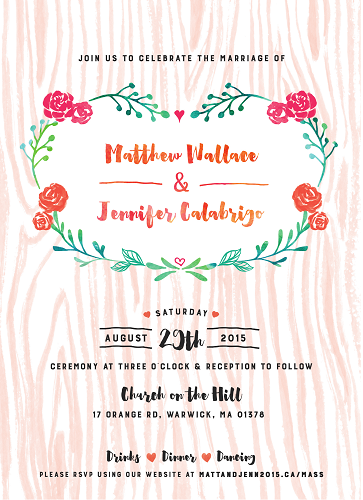 JOIN US TO CELEBRATE THE MARRIAGE OF
Matthew Wallace
&
Jennifer Calabrigo
SATURDAY
AUGUST 29th 2015
CEREMONY AT THREE O'CLOCK & RECEPTION TO FOLLOW
Church on the Hill
17 ORANGE RD, WARWICK, MA 01378
Drinks Dinner Dancing
PLEASE RSVP USING OUR WEBSITE AT MATTANDJENN2015.CA/MASS